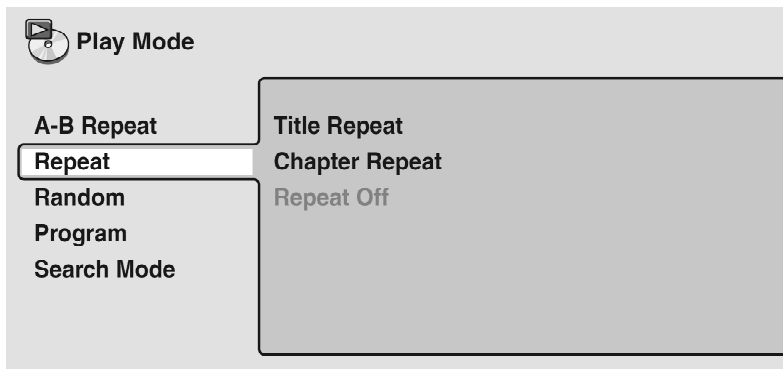 Play Mode
A-B Repeat
Repeat
Random
Program
Search Mode
Title Repeat
Chapter Repeat
Repeat Off